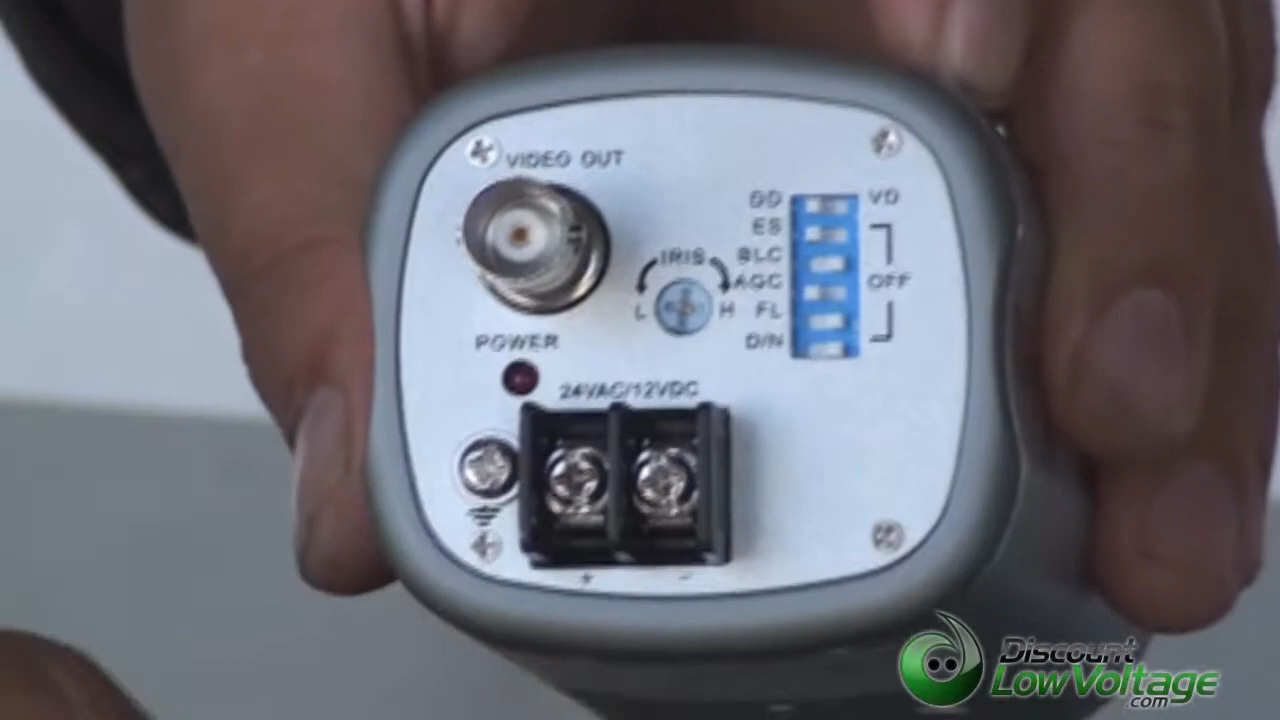 VIDEO OUT
DD VD
ES
BLC
AGC OFF
FL
D/N
IRIS
L H
POWER
24VAC/12VDC
+ -
Discount
LowVoltage
.com